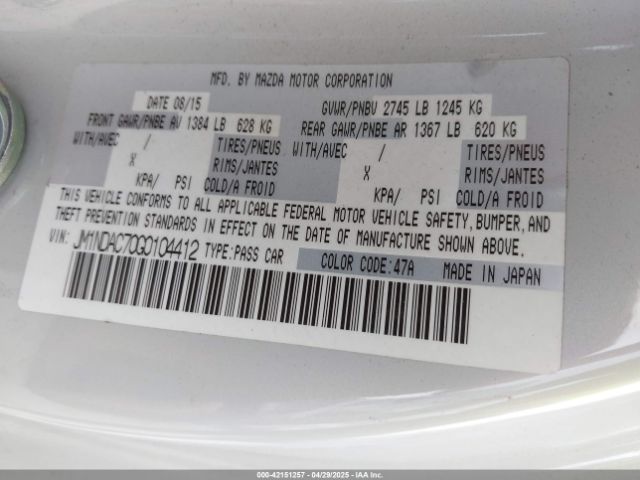 MFD. BY MAZDA MOTOR CORPORATION
DATE 08/15 GVWR/PNBV 2745 LB 1245 KG
FRONT GAWR/PNBE AV 1384 LB 628 KG REAR GAWR/PNBE AR 1367 LB 620 KG
WITH/AVEC / TIRES/PNEUS WITH/AVEC / TIRES/PNEUS
X RIMS/JANTES X RIMS/JANTES
KPA/ PSI COLD/A FROID KPA/ PSI COLD/A FROID
THIS VEHICLE CONFORMS TO ALL APPLICABLE FEDERAL MOTOR VEHICLE SAFETY, BUMPER, AND
THEFT PREVENTION STANDARDS IN EFFECT ON THE DATE OF MANUFACTURE SHOWN ABOVE.
VIN: JM1NDAC70G0104412 TYPE:PASS CAR COLOR CODE:47A MADE IN JAPAN
000-42151257 04/29/2025 IAAI.COM